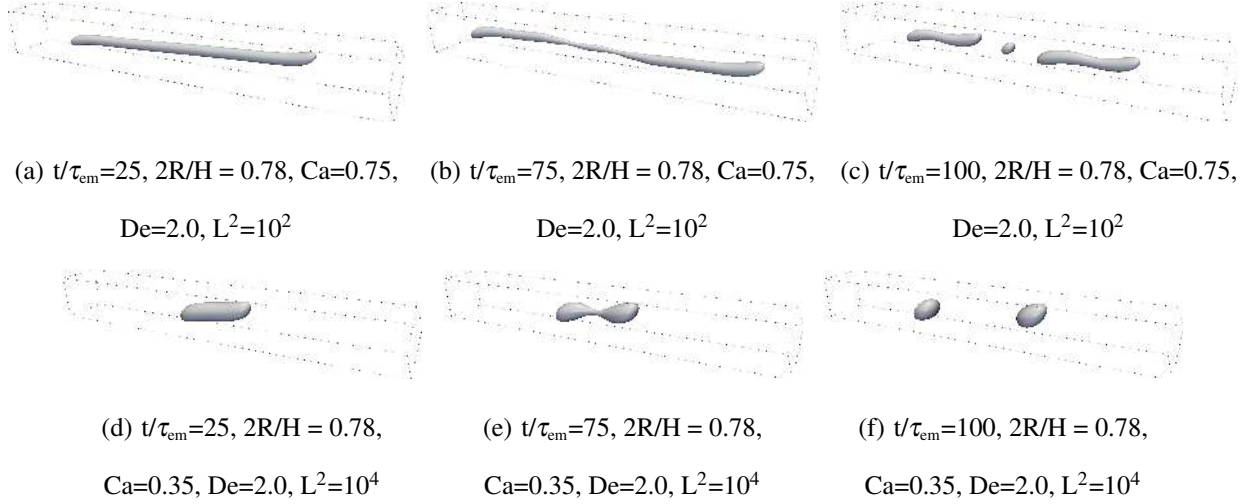 (a) t/τem=25, 2R/H = 0.78, Ca=0.75,
De=2.0, L²=10²
(b) t/τem=75, 2R/H = 0.78, Ca=0.75,
De=2.0, L²=10²
(c) t/τem=100, 2R/H = 0.78, Ca=0.75,
De=2.0, L²=10²
(d) t/τem=25, 2R/H = 0.78,
Ca=0.35, De=2.0, L²=10⁴
(e) t/τem=75, 2R/H = 0.78,
Ca=0.35, De=2.0, L²=10⁴
(f) t/τem=100, 2R/H = 0.78,
Ca=0.35, De=2.0, L²=10⁴